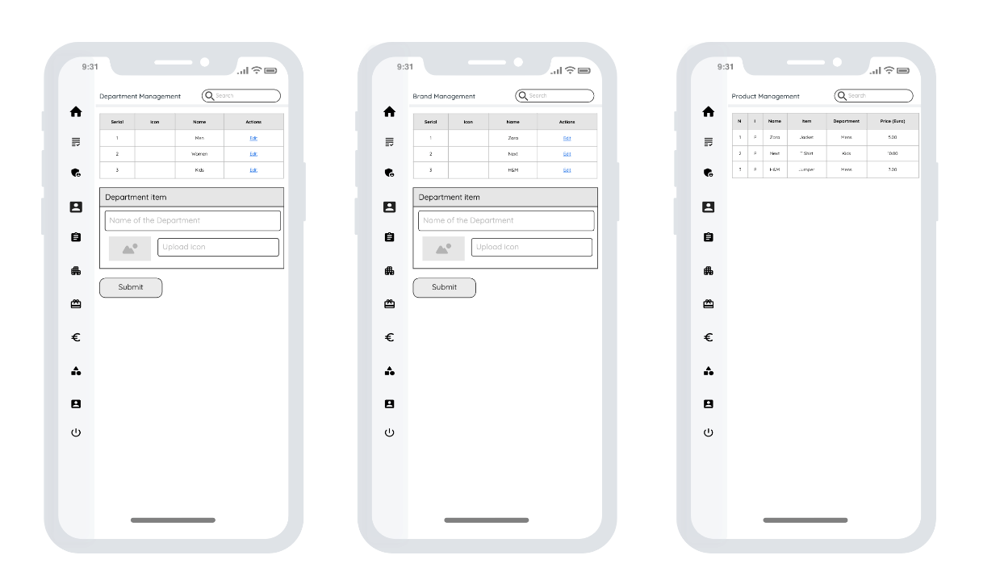 9:31
Department Management
Search
Serial Icon Name Actions
1 Men Edit
2 Women Edit
3 Kids Edit
Department item
Name of the Department
Upload icon
Submit
9:31
Brand Management
Search
Serial Icon Name Actions
1 Zara Edit
2 Next Edit
3 H&M Edit
Department item
Name of the Department
Upload icon
Submit
9:31
Product Management
Search
N I Name Item Department Price (Euro)
1 P Zara Jacket Mens 5.00
2 P Next T-Shirt Kids 10.00
3 P H&M Jumper Mens 7.00